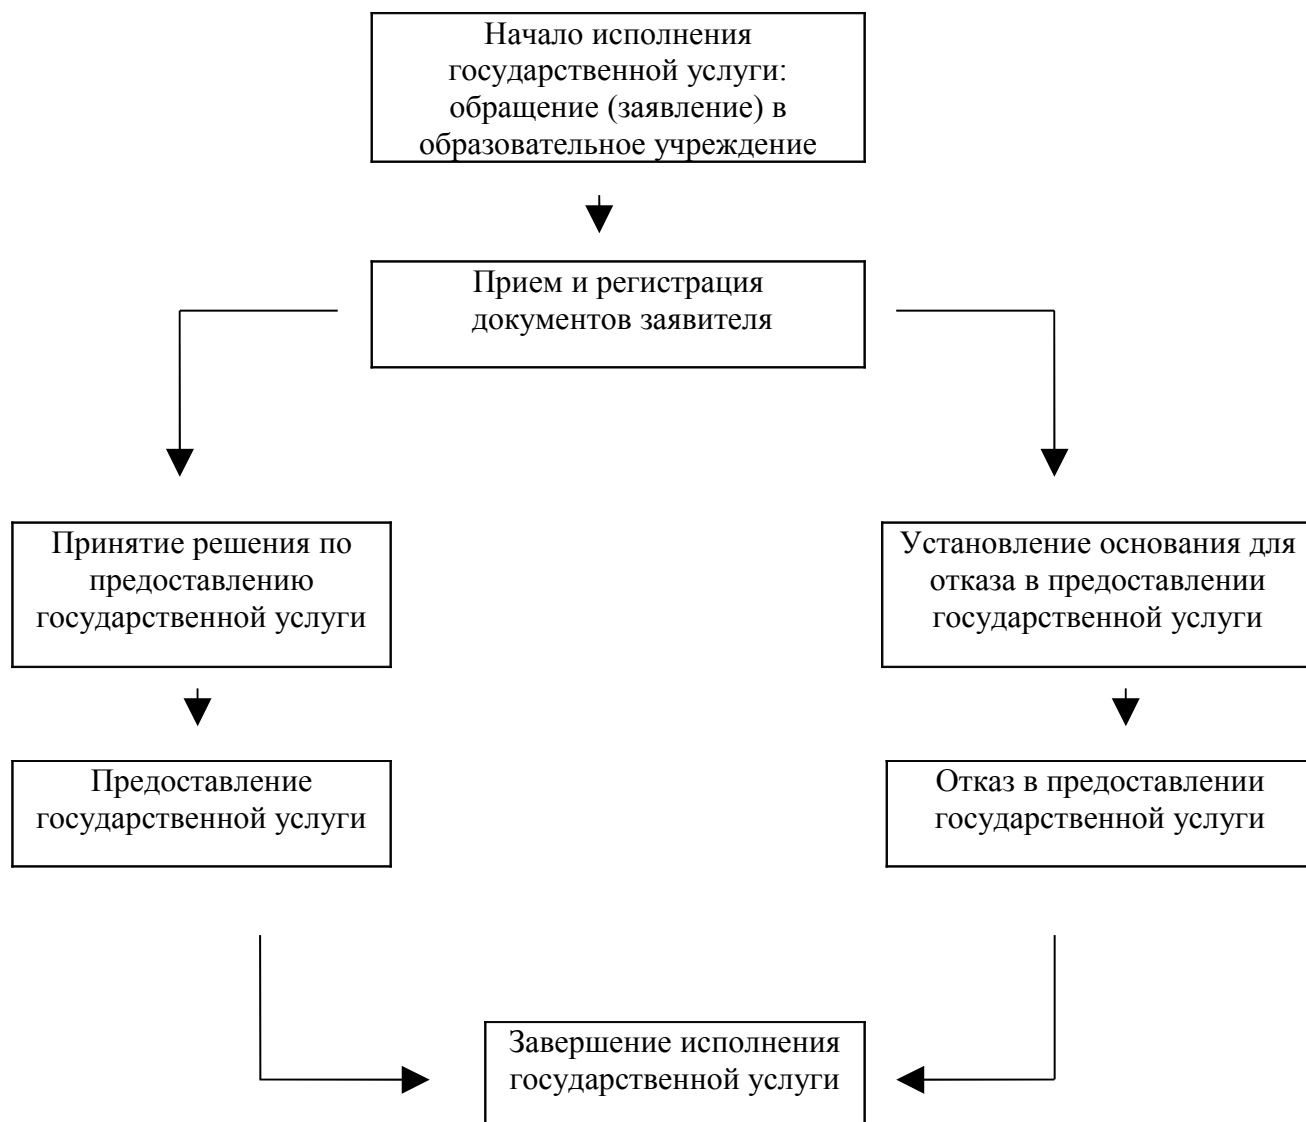 Начало исполнения
государственной услуги:
обращение (заявление) в
образовательное учреждение
Прием и регистрация
документов заявителя
Принятие решения по
предоставлению
государственной услуги
Установление основания для
отказа в предоставлении
государственной услуги
Предоставление
государственной услуги
Отказ в предоставлении
государственной услуги
Завершение исполнения
государственной услуги